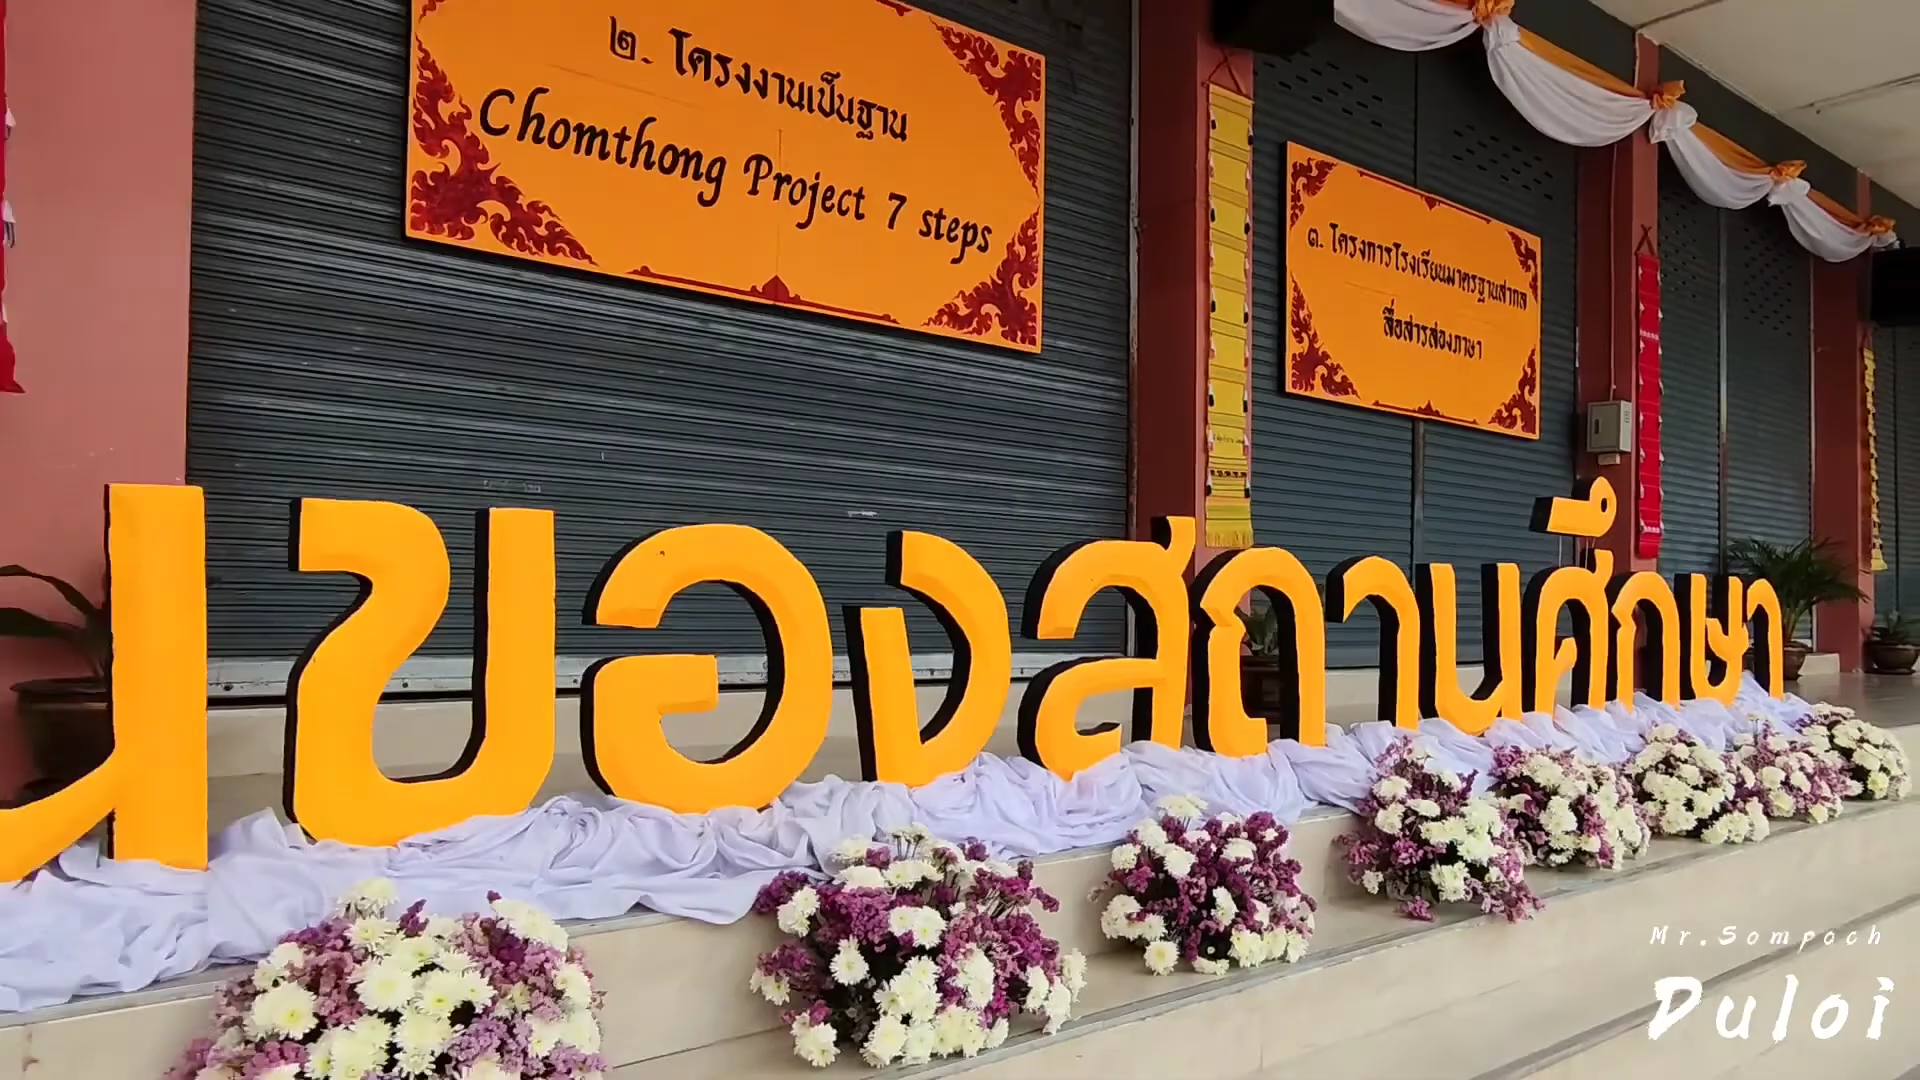 ๒. โครงงานเป็นฐาน
Chomthong Project 7 steps
๓. โครงการโรงเรียนมาตรฐานสากล
สื่อสารสองภาษา
นของสถานศึกษา
Mr.Sompoch
Duloi